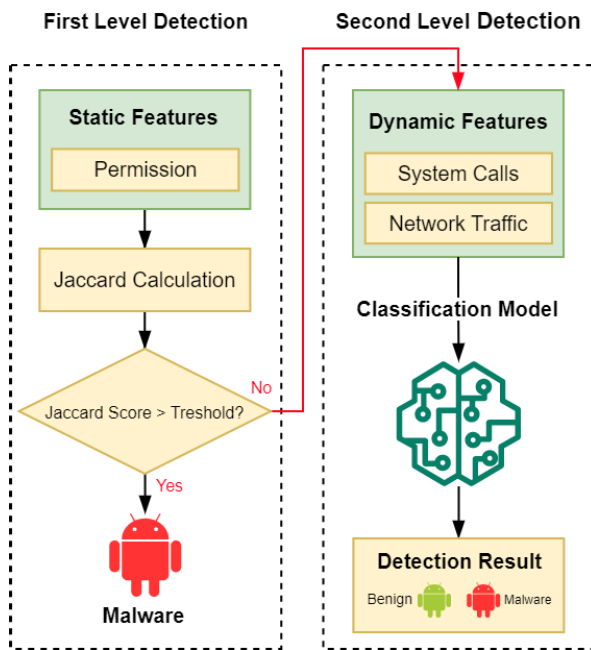 First Level Detection
Static Features
Permission
Jaccard Calculation
Jaccard Score > Treshold?
No
Yes
Malware
Second Level Detection
Dynamic Features
System Calls
Network Traffic
Classification Model
Detection Result
Benign
Malware